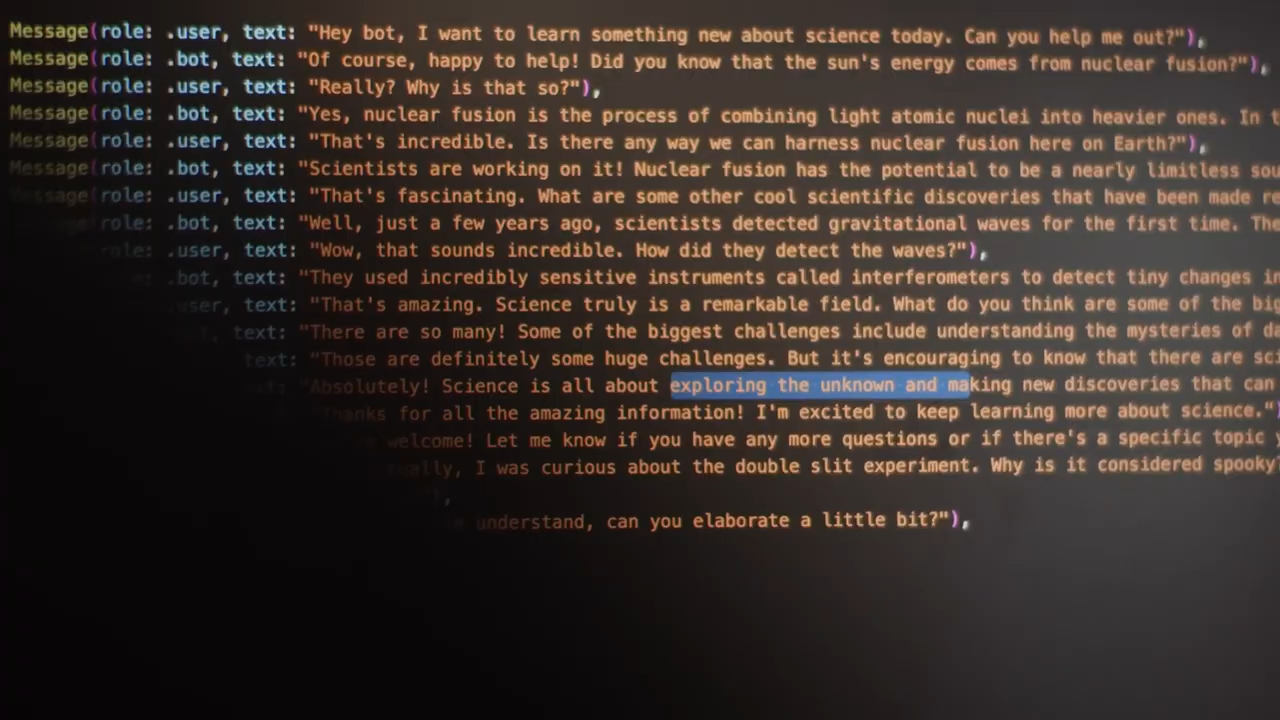 Message(role: .user, text: "Hey bot, I want to learn something new about science today. Can you help me out?"),
Message(role: .bot, text: "Of course, happy to help! Did you know that the sun's energy comes from nuclear fusion?"),
Message(role: .user, text: "Really? Why is that so?"),
Message(role: .bot, text: "Yes, nuclear fusion is the process of combining light atomic nuclei into heavier ones. In
Message(role: .user, text: "That's incredible. Is there any way we can harness nuclear fusion here on Earth?"),
Message(role: .bot, text: "Scientists are working on it! Nuclear fusion has the potential to be a nearly limitless
Message(role: .user, text: "That's fascinating. What are some other cool scientific discoveries that have been made
role: .bot, text: "Well, just a few years ago, scientists detected gravitational waves for the first time.
role: .user, text: "Wow, that sounds incredible. How did they detect the waves?"),
.bot, text: "They used incredibly sensitive instruments called interferometers to detect tiny changes
user, text: "That's amazing. Science truly is a remarkable field. What do you think are some of the
text: "There are so many! Some of the biggest challenges include understanding the mysteries of
text: "Those are definitely some huge challenges. But it's encouraging to know that there are
"Absolutely! Science is all about exploring the unknown and making new discoveries that can
Thanks for all the amazing information! I'm excited to keep learning more about science."
welcome! Let me know if you have any more questions or if there's a specific topic
I was curious about the double slit experiment. Why is it considered spooky?
",
understand, can you elaborate a little bit?"),